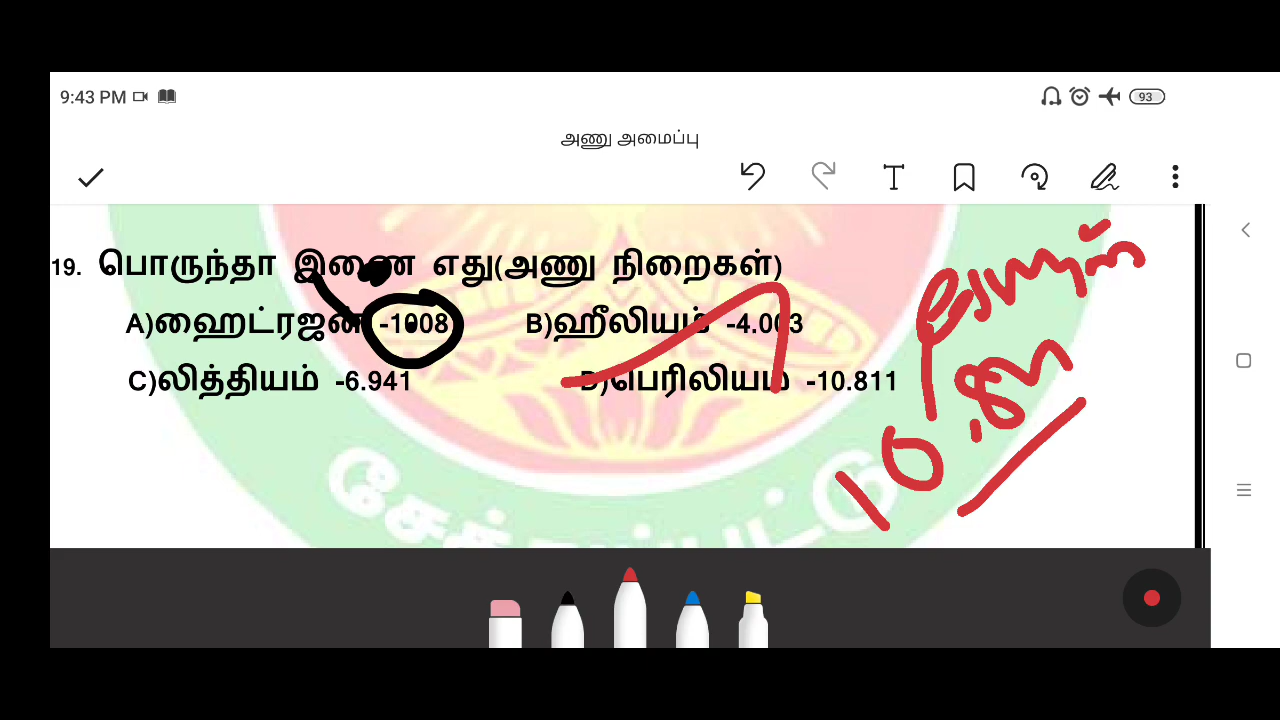 9:43 PM
93
அணு அமைப்பு
19. பொருந்தா இணை எது(அணு நிறைகள்)
A)ஹைட்ரஜன் -1008 B)ஹீலியம் -4.003
C)லித்தியம் -6.941 D)பெரிலியம் -10.811